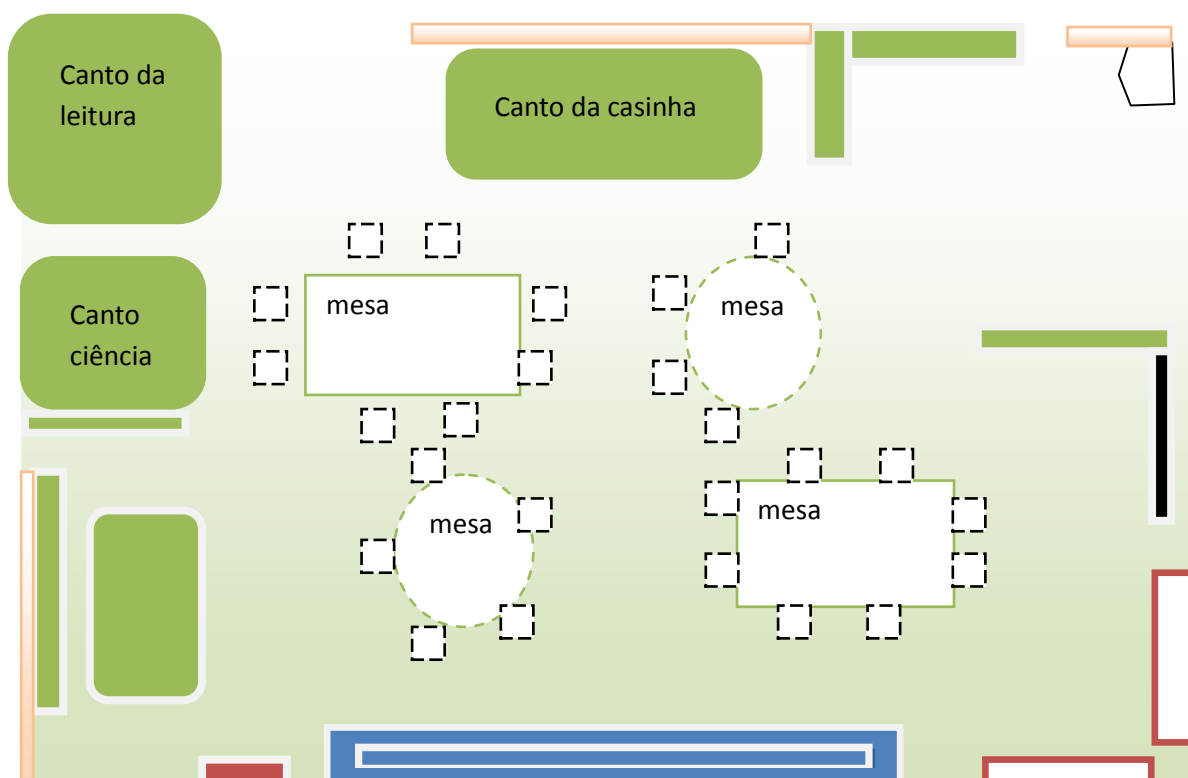 Canto da
leitura
Canto da casinha
Canto
ciência
mesa
mesa
mesa
mesa